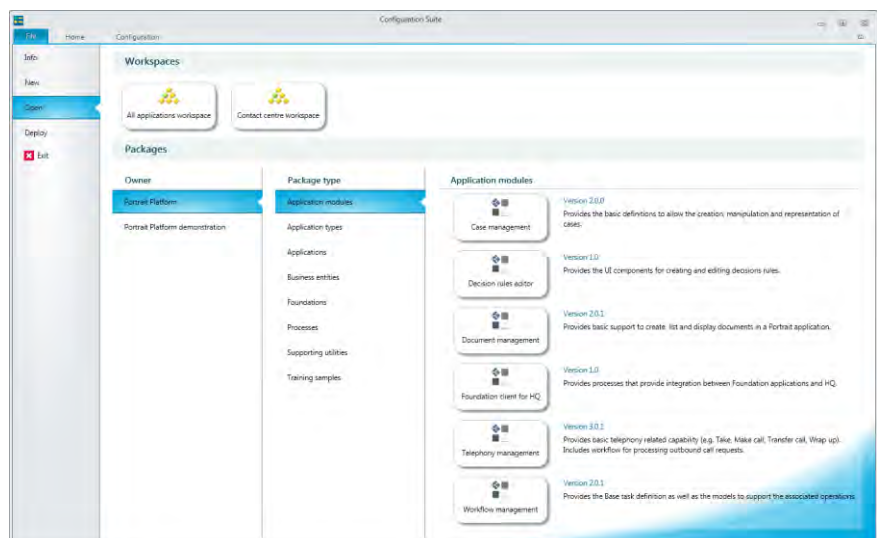 Configuration Suite
File Home Configuration
Info
New
Open
Deploy
Exit
Workspaces
All applications workspace
Contact centre workspace
Packages
Owner
Portrait Platform
Portrait Platform demonstration
Package type
Application modules
Application types
Applications
Business entities
Foundations
Processes
Supporting utilities
Training samples
Application modules
Case management
Version 2.0.0
Provides the basic definitions to allow the creation, manipulation and representation of
cases.
Decision rules editor
Version 1.0
Provides the UI components for creating and editing decisions rules.
Document management
Version 2.0.1
Provides basic support to create, list and display documents in a Portrait application.
Foundation client for HQ
Version 1.0
Provides processes that provide integration between Foundation applications and HQ.
Telephony management
Version 3.0.1
Provides basic telephony related capability (e.g. Take, Make call, Transfer call, Wrap up).
Includes workflow for processing outbound call requests.
Workflow management
Version 2.0.1
Provides the Base task definition as well as the models to support the associated operations